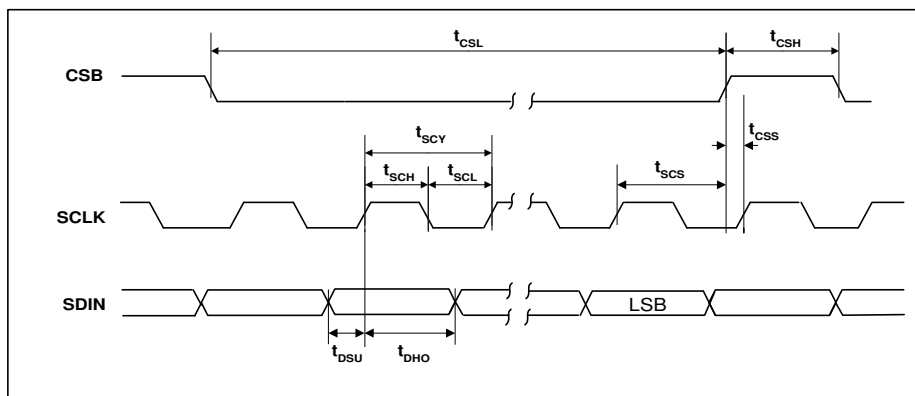 tCSL
tCSH
CSB
tCSS
tSCY
tSCH
tSCL
tSCS
SCLK
SDIN
LSB
tDSU
tDHO